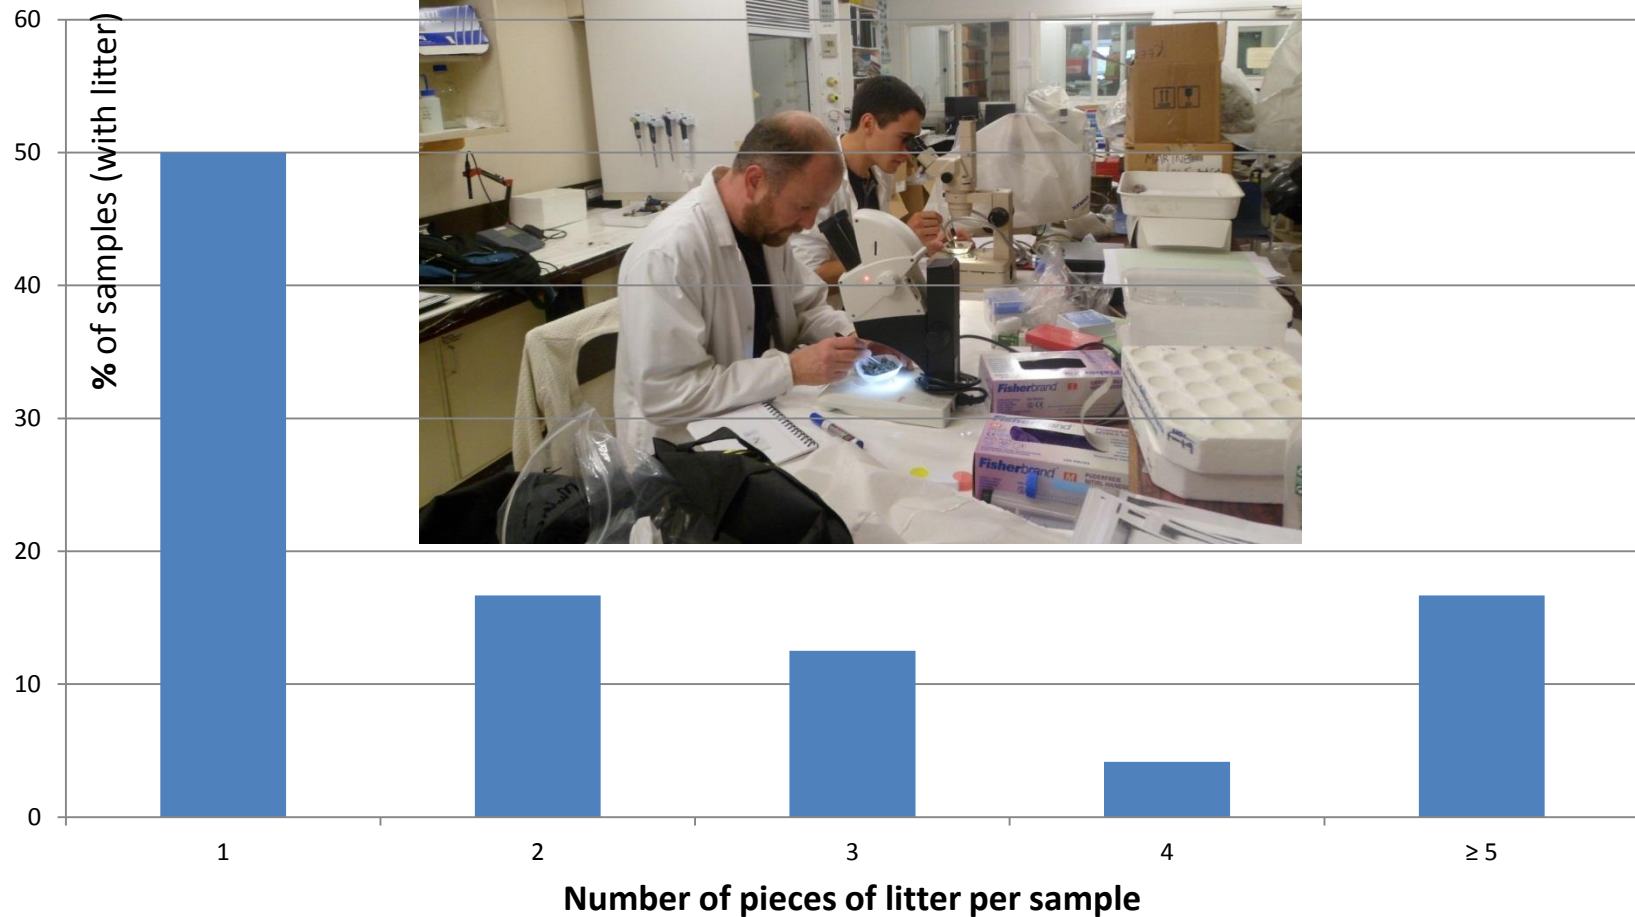 60
50
40
30
20
10
0
% of samples (with litter)
MARINE
Fisherbrand
Fisherbrand
M
1
2
3
4
≥ 5
Number of pieces of litter per sample